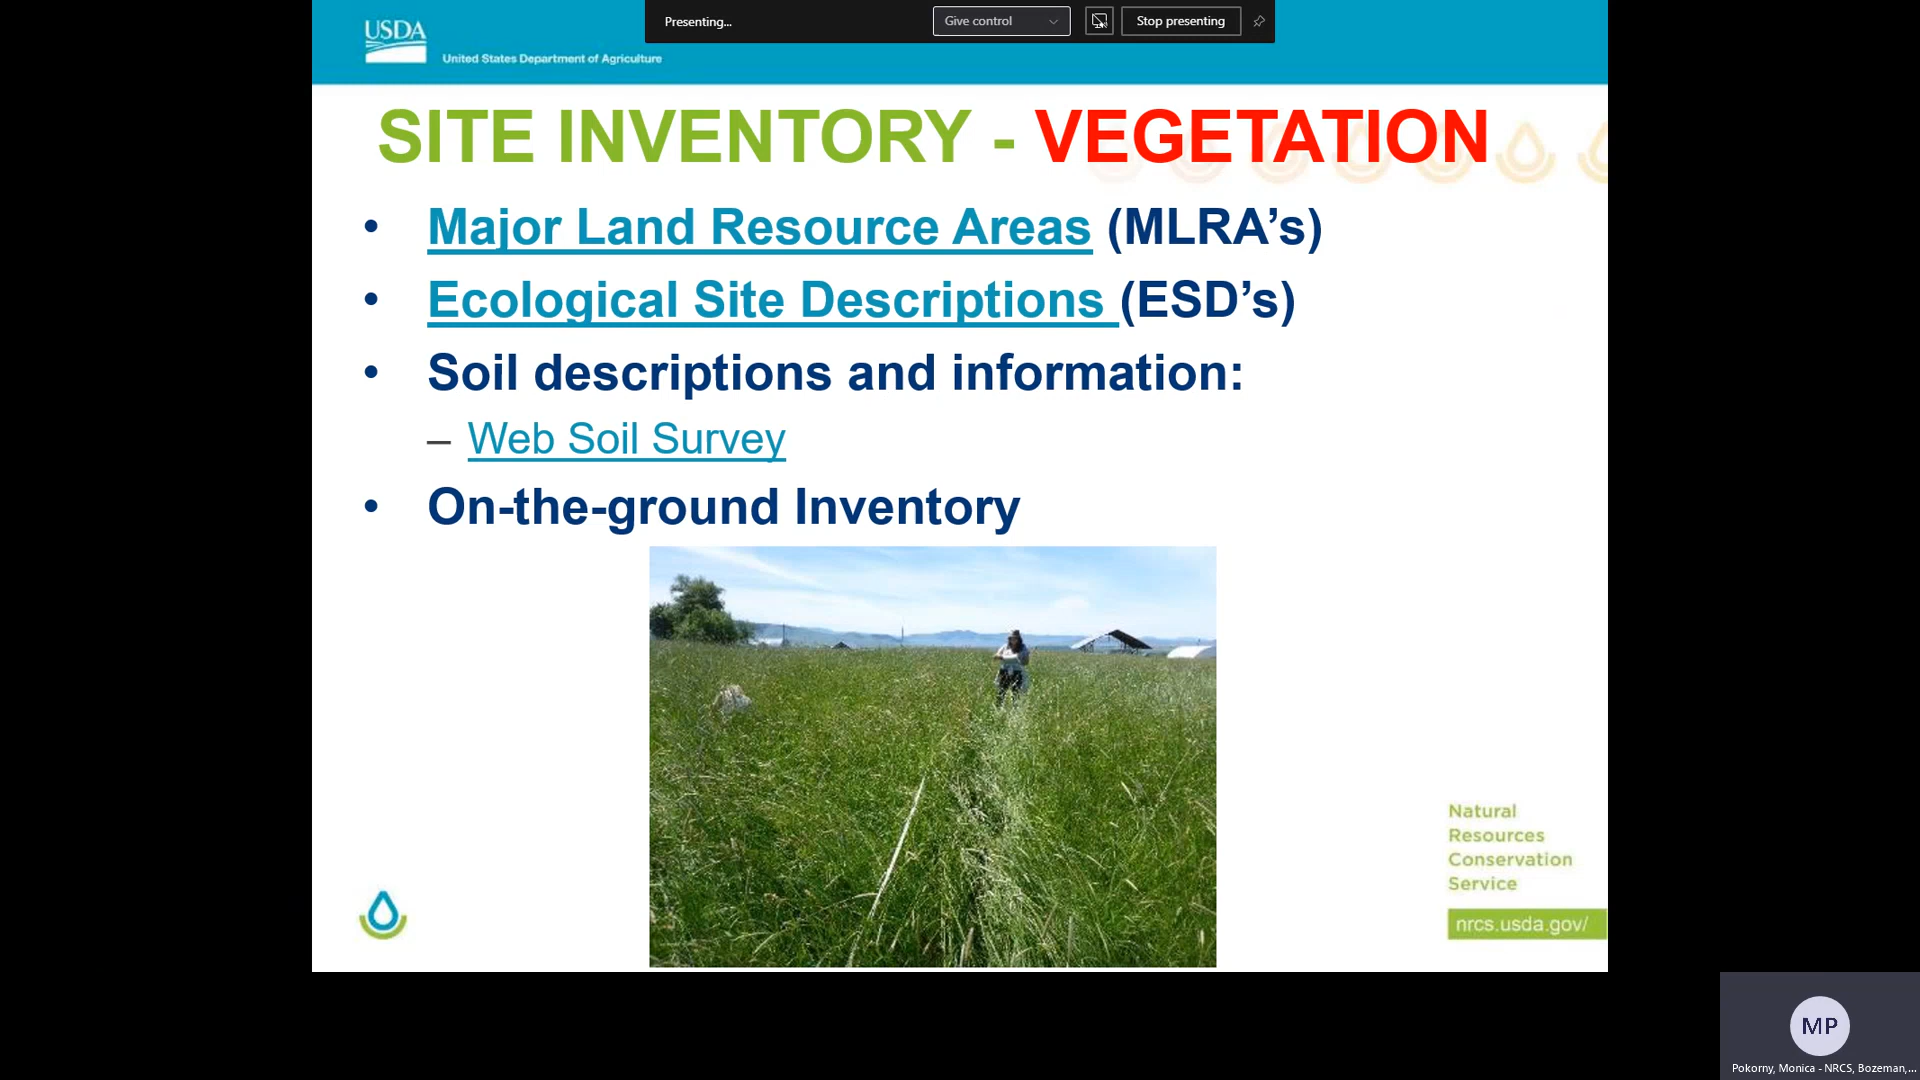 Presenting...
Give control
Stop presenting
USDA
United States Department of Agriculture
SITE INVENTORY - VEGETATION
• Major Land Resource Areas (MLRA’s)
• Ecological Site Descriptions (ESD’s)
• Soil descriptions and information:
– Web Soil Survey
• On-the-ground Inventory
Natural
Resources
Conservation
Service
nrcs.usda.gov/
MP
Pokorny, Monica - NRCS, Bozeman,...